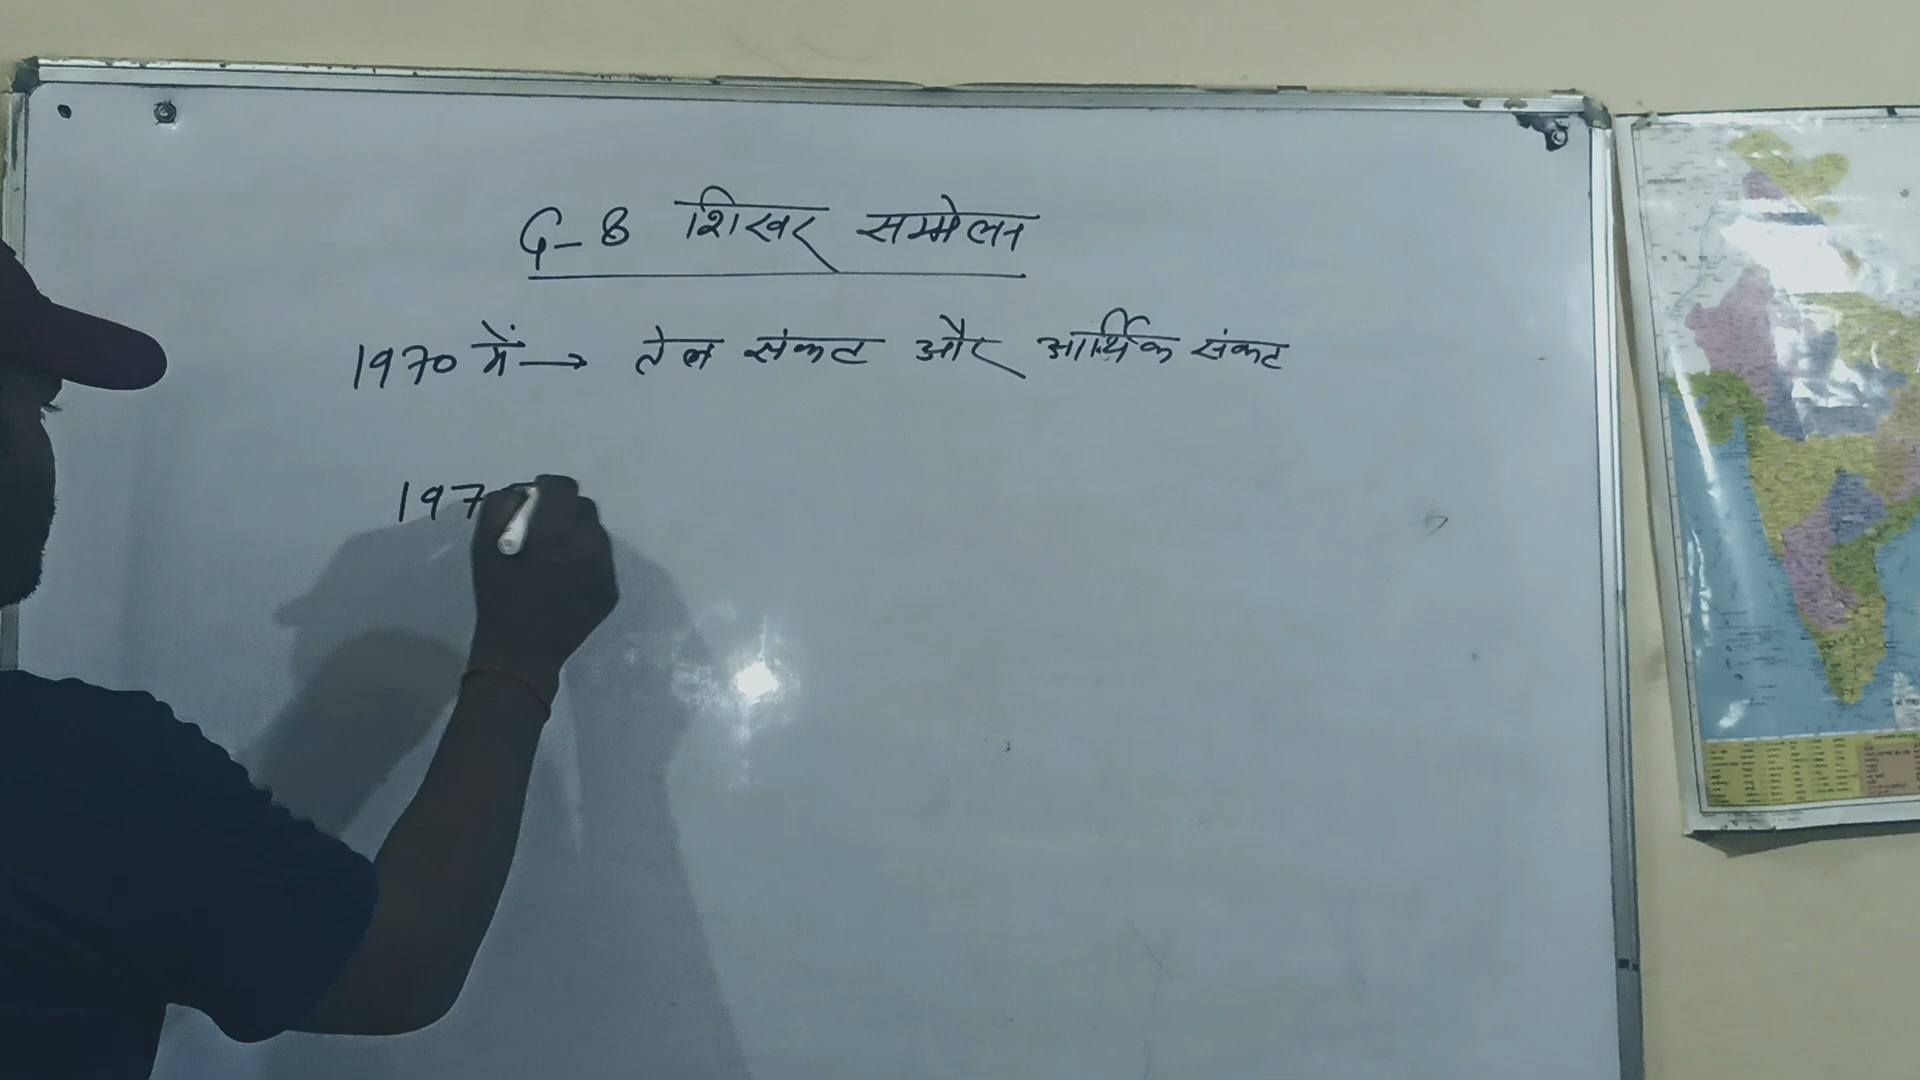 G-8 शिखर सम्मेलन
1970 में → तेल संकट और आर्थिक संकट
197